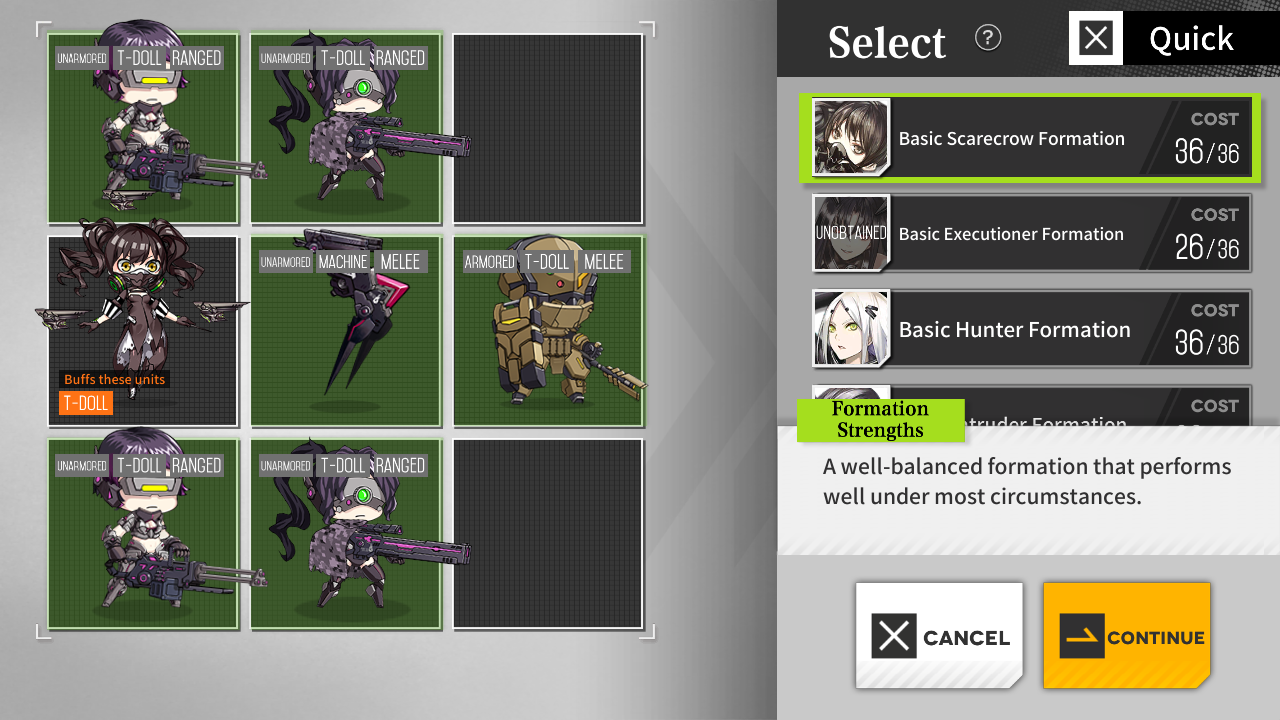 Select
?
Quick
UNARMORED T-DOLL RANGED
UNARMORED T-DOLL RANGED
UNARMORED MACHINE MELEE
ARMORED T-DOLL MELEE
Buffs these units
T-DOLL
UNARMORED T-DOLL RANGED
UNARMORED T-DOLL RANGED
Basic Scarecrow Formation
COST
36/36
UNOBTAINED
Basic Executioner Formation
COST
26/36
Basic Hunter Formation
COST
36/36
COST
Formation
Strengths
A well-balanced formation that performs
well under most circumstances.
CANCEL
CONTINUE